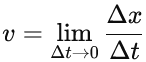 v = lim_{Δt→0} Δx/Δt